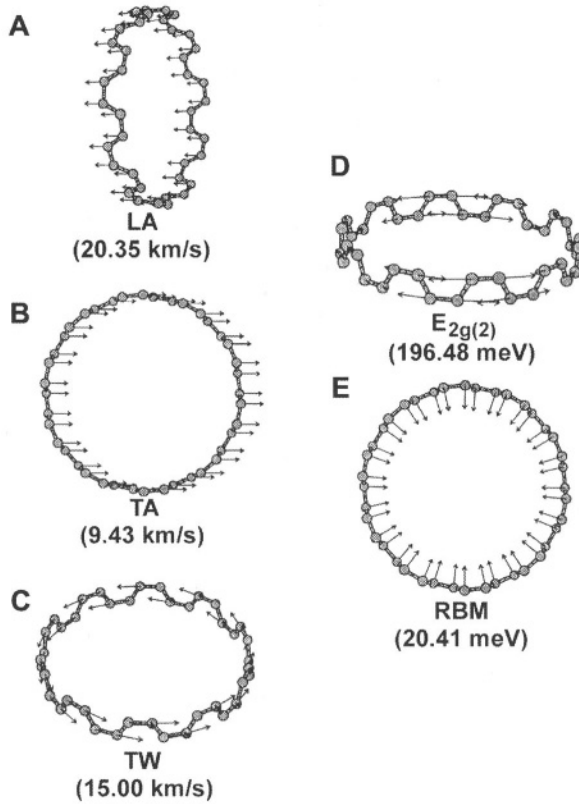 A
LA
(20.35 km/s)
B
TA
(9.43 km/s)
C
TW
(15.00 km/s)
D
E2g(2)
(196.48 meV)
E
RBM
(20.41 meV)